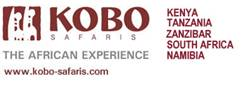 KOBO
SAFARIS
THE AFRICAN EXPERIENCE
www.kobo-safaris.com
KENYA
TANZANIA
ZANZIBAR
SOUTH AFRICA
NAMIBIA